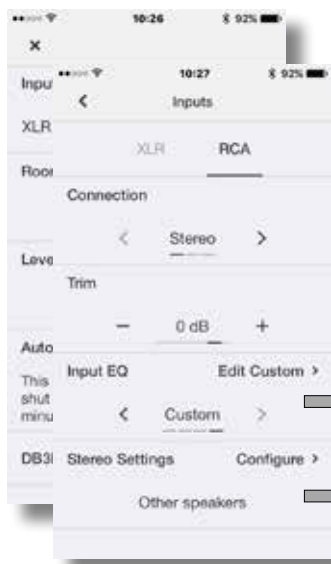 10:26 92%
×
Inpu
XLR
Roo
Leve
Auto
This
shut
minu
DB3
10:27 92%
< Inputs
XLR RCA
Connection
< Stereo >
Trim
− 0 dB +
Input EQ Edit Custom >
< Custom >
Stereo Settings Configure >
Other speakers